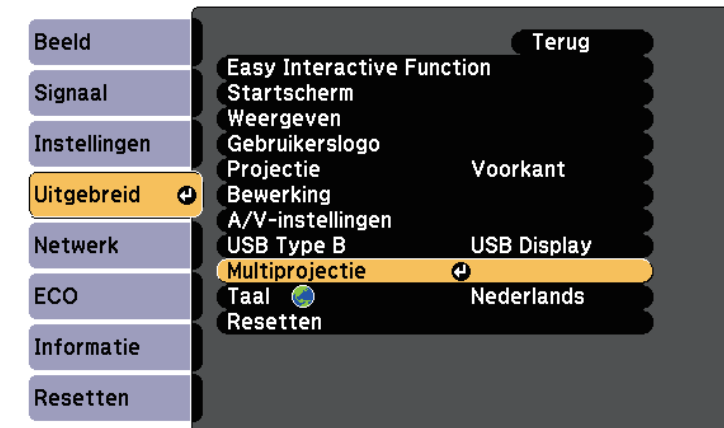 Beeld
Signaal
Instellingen
Uitgebreid
Netwerk
ECO
Informatie
Resetten
Terug
Easy Interactive Function
Startscherm
Weergeven
Gebruikerslogo
Projectie Voorkant
Bewerking
A/V-instellingen
USB Type B USB Display
Multiprojectie
Taal Nederlands
Resetten